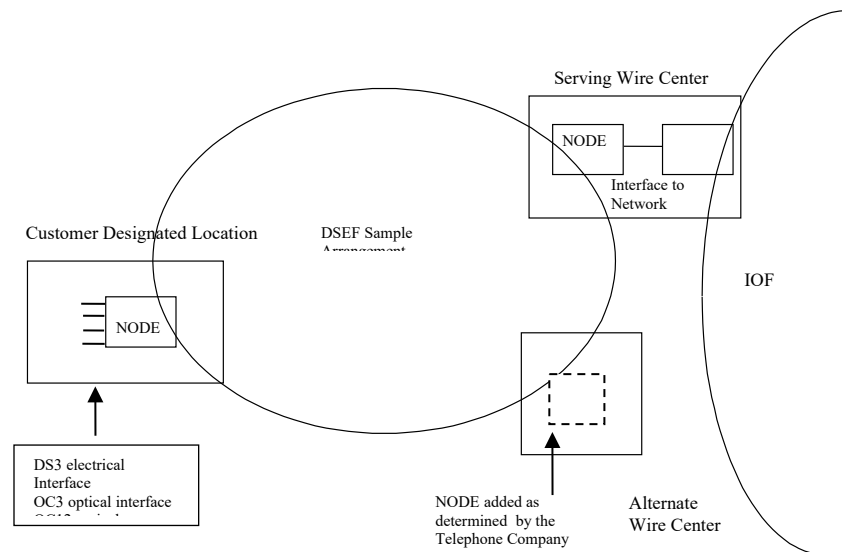 Serving Wire Center
NODE
Interface to
Network
Customer Designated Location
DSEF Sample
Arrangement
IOF
NODE
DS3 electrical
Interface
OC3 optical interface
NODE added as
determined by the
Telephone Company
Alternate
Wire Center